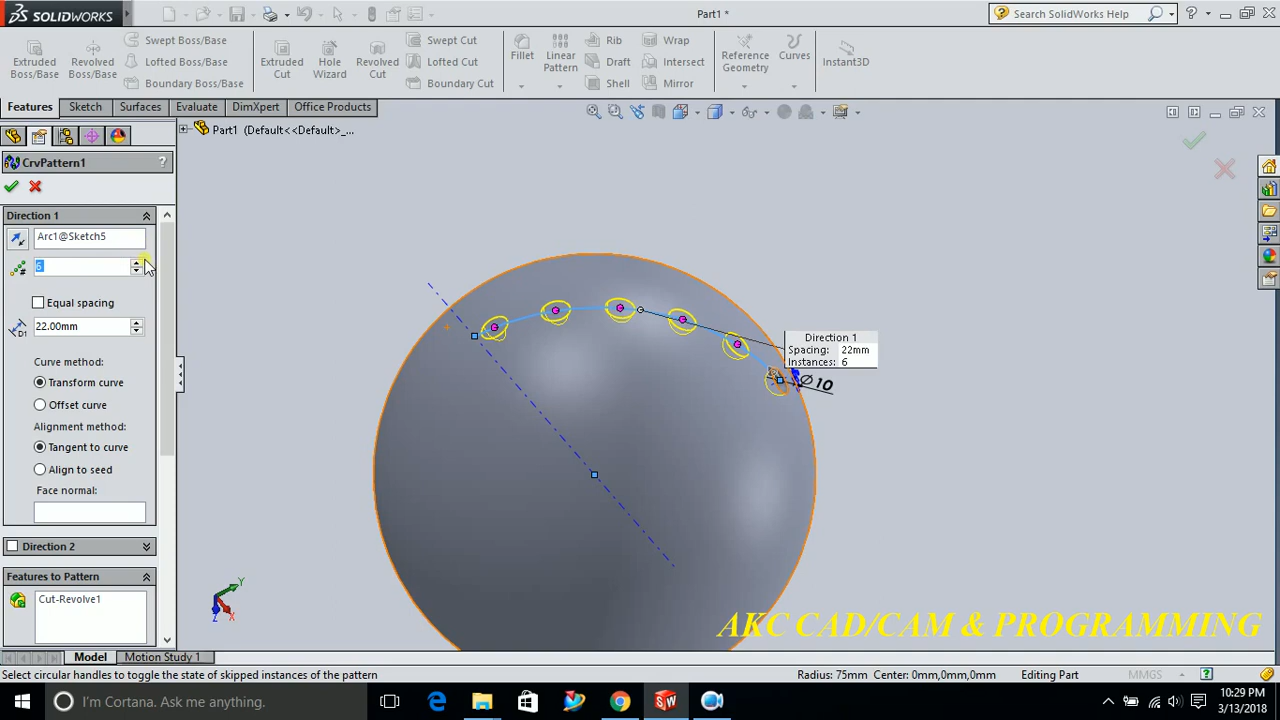 SOLIDWORKS
Part1 *
Search SolidWorks Help
Extruded Boss/Base
Revolved Boss/Base
Swept Boss/Base
Lofted Boss/Base
Boundary Boss/Base
Extruded Cut
Hole Wizard
Revolved Cut
Swept Cut
Lofted Cut
Boundary Cut
Fillet
Linear Pattern
Rib
Draft
Shell
Wrap
Intersect
Mirror
Reference Geometry
Curves
Instant3D
Features
Sketch
Surfaces
Evaluate
DimXpert
Office Products
Part1 (Default<<Default>_...
CrvPattern1
?
Direction 1
Arc1@Sketch5
6
Equal spacing
D1
22.00mm
Curve method:
Transform curve
Offset curve
Alignment method:
Tangent to curve
Align to seed
Face normal:
Direction 2
Features to Pattern
Cut-Revolve1
Direction 1
Spacing: 22mm
Instances: 6
Ø10
Y
Z
X
AKC CAD/CAM & PROGRAMMING
Model
Motion Study 1
Select circular handles to toggle the state of skipped instances of the pattern
Radius: 75mm Center: 0mm,0mm,0mm
Editing Part
MMGS
I'm Cortana. Ask me anything.
10:29 PM
3/13/2018